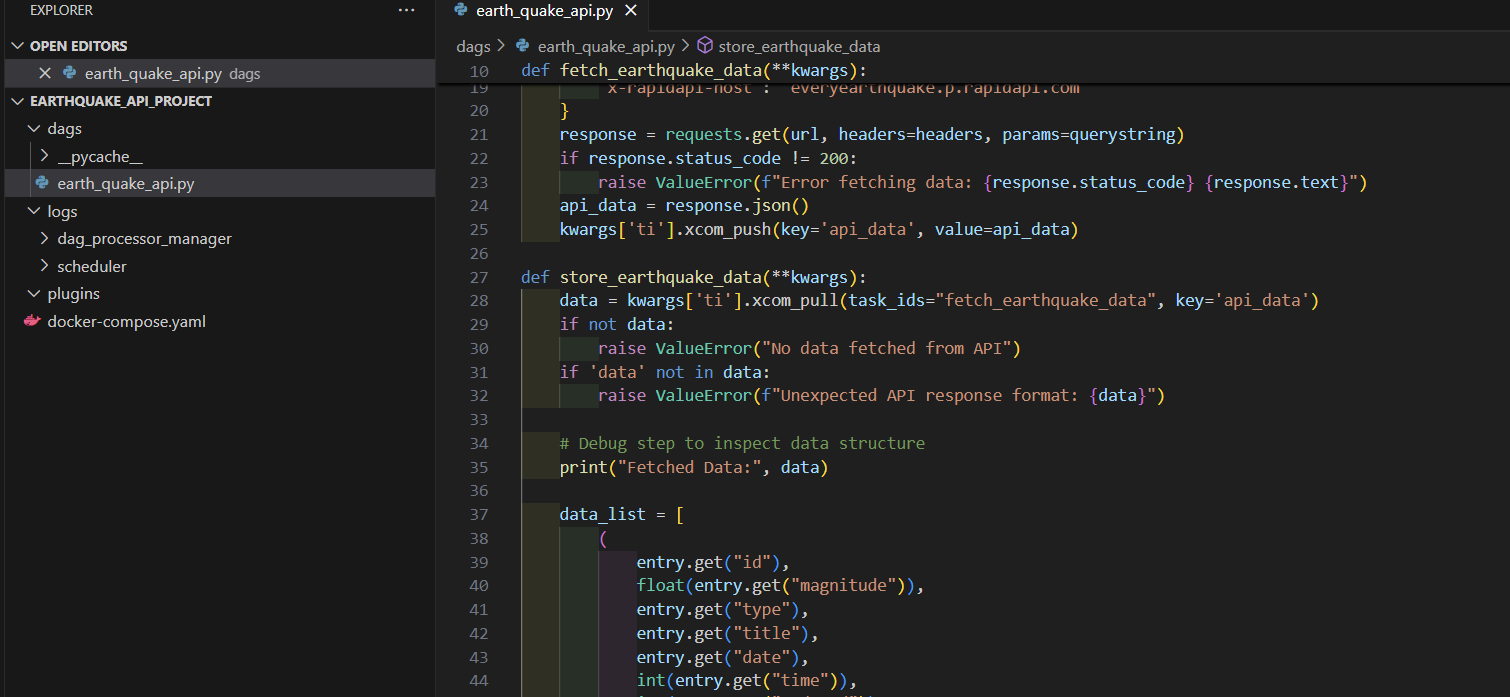 EXPLORER
OPEN EDITORS
earth_quake_api.py dags
EARTHQUAKE_API_PROJECT
dags
__pycache__
earth_quake_api.py
logs
dag_processor_manager
scheduler
plugins
docker-compose.yaml
earth_quake_api.py
dags > earth_quake_api.py > store_earthquake_data
10 def fetch_earthquake_data(**kwargs):
19 x-rapidapi-host : everyearthquake.p.rapidapi.com
20 }
21 response = requests.get(url, headers=headers, params=querystring)
22 if response.status_code != 200:
23 raise ValueError(f"Error fetching data: {response.status_code} {response.text}")
24 api_data = response.json()
25 kwargs['ti'].xcom_push(key='api_data', value=api_data)
26
27 def store_earthquake_data(**kwargs):
28 data = kwargs['ti'].xcom_pull(task_ids="fetch_earthquake_data", key='api_data')
29 if not data:
30 raise ValueError("No data fetched from API")
31 if 'data' not in data:
32 raise ValueError(f"Unexpected API response format: {data}")
33
34 # Debug step to inspect data structure
35 print("Fetched Data:", data)
36
37 data_list = [
38 (
39 entry.get("id"),
40 float(entry.get("magnitude")),
41 entry.get("type"),
42 entry.get("title"),
43 entry.get("date"),
44 int(entry.get("time")),